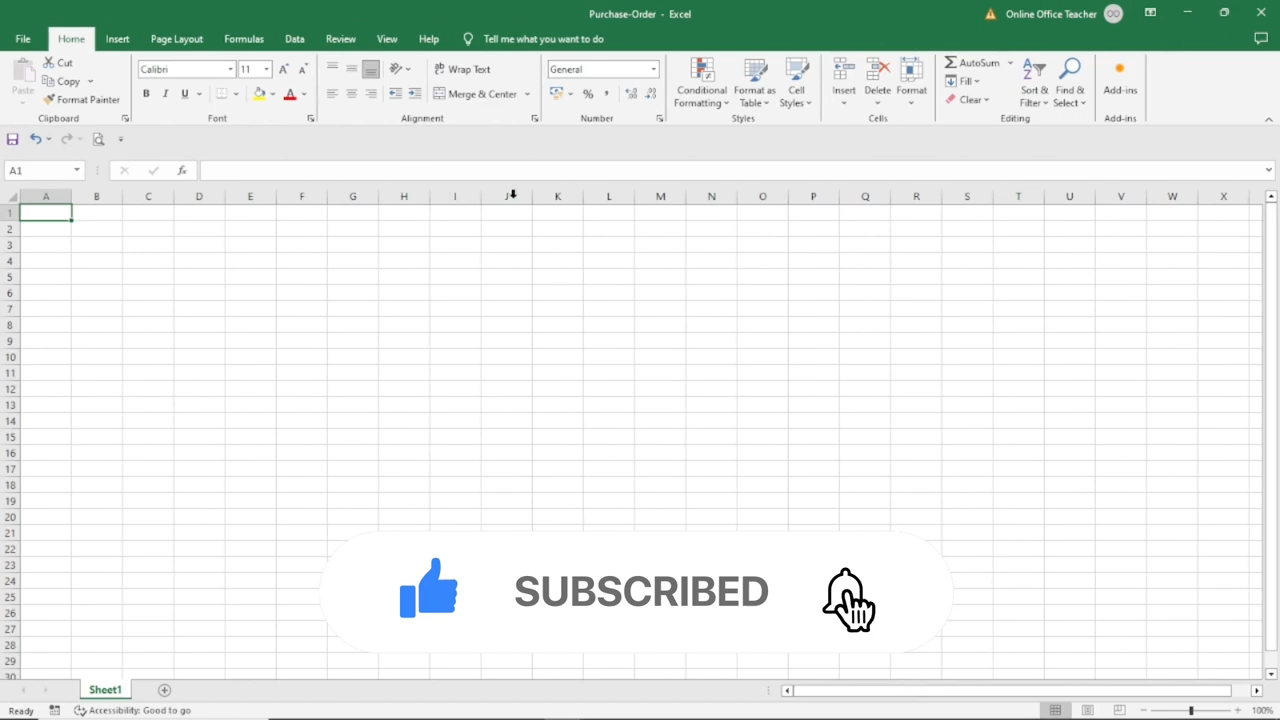 Purchase-Order - Excel
Online Office Teacher OO
File Home Insert Page Layout Formulas Data Review View Help Tell me what you want to do
Paste
Cut
Copy
Format Painter
Clipboard
Calibri 11
B I U
Font
Wrap Text
Merge & Center
Alignment
General
Number
Conditional Formatting
Format as Table
Cell Styles
Styles
Insert Delete Format
Cells
AutoSum
Fill
Clear
Sort & Filter
Find & Select
Editing
Add-ins
Add-ins
A1 fx
A B C D E F G H I J K L M N O P Q R S T U V W X
1
2
3
4
5
6
7
8
9
10
11
12
13
14
15
16
17
18
19
20
21
22
23
24
25
26
27
28
29
30
SUBSCRIBED
Sheet1
Ready Accessibility: Good to go 100%